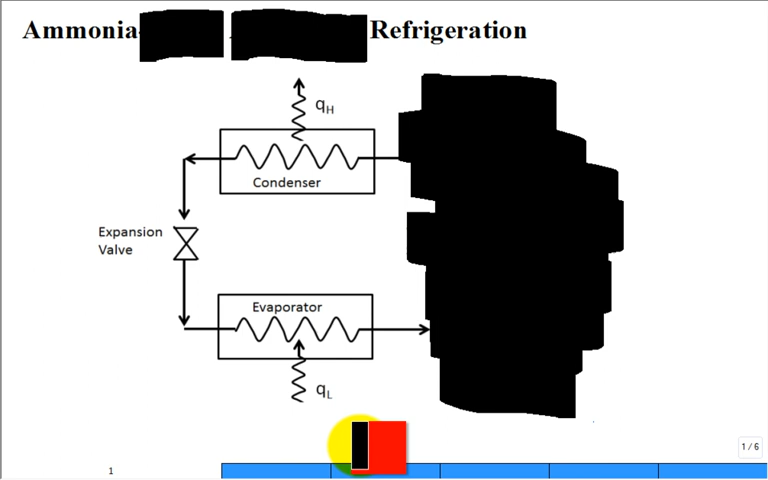 Ammonia- Refrigeration
qH
Condenser
Expansion
Valve
Evaporator
qL
1 / 6
1